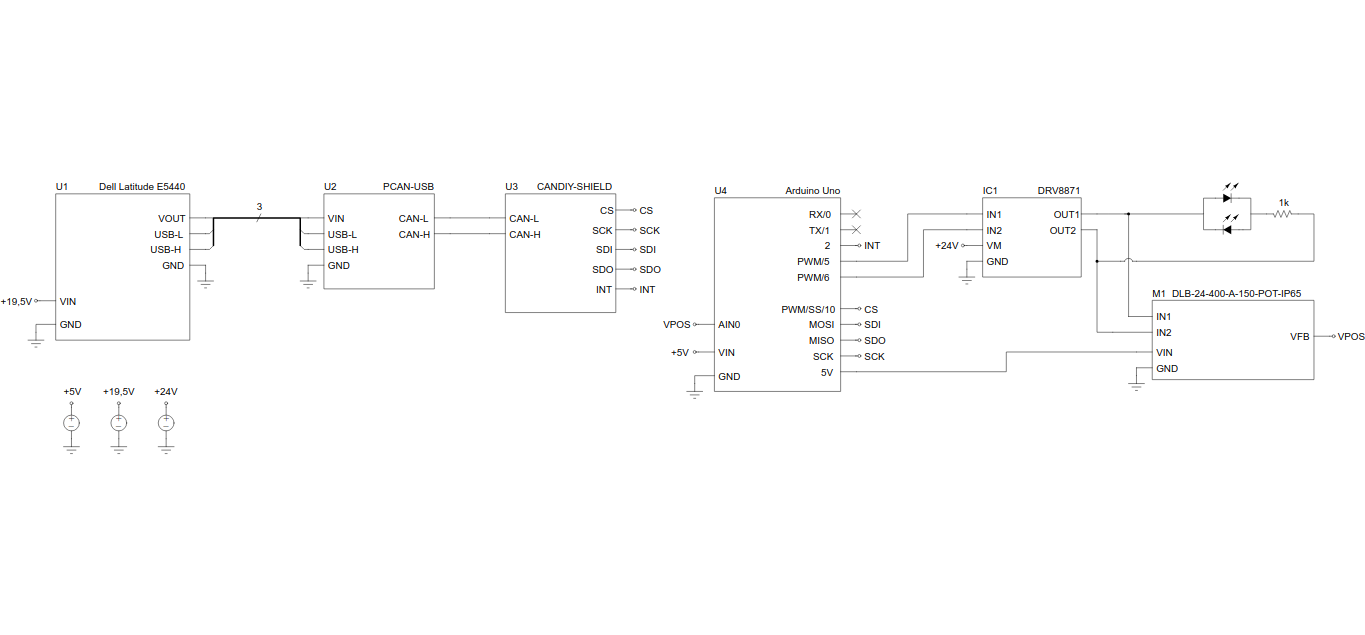 U1 Dell Latitude E5440
VOUT
USB-L
USB-H
GND
+19,5V
VIN
GND
3
U2 PCAN-USB
VIN
USB-L
USB-H
GND
CAN-L
CAN-H
U3 CANDIY-SHIELD
CAN-L
CAN-H
CS CS
SCK SCK
SDI SDI
SDO SDO
INT INT
+5V +19,5V +24V
U4 Arduino Uno
RX/0
TX/1
2 INT
PWM/5
PWM/6
PWM/SS/10 CS
MOSI SDI
MISO SDO
SCK SCK
5V
VPOS AIN0
+5V VIN
GND
IC1 DRV8871
IN1
IN2
+24V VM
GND
OUT1
OUT2
1k
M1 DLB-24-400-A-150-POT-IP65
IN1
IN2
VIN
GND
VFB VPOS